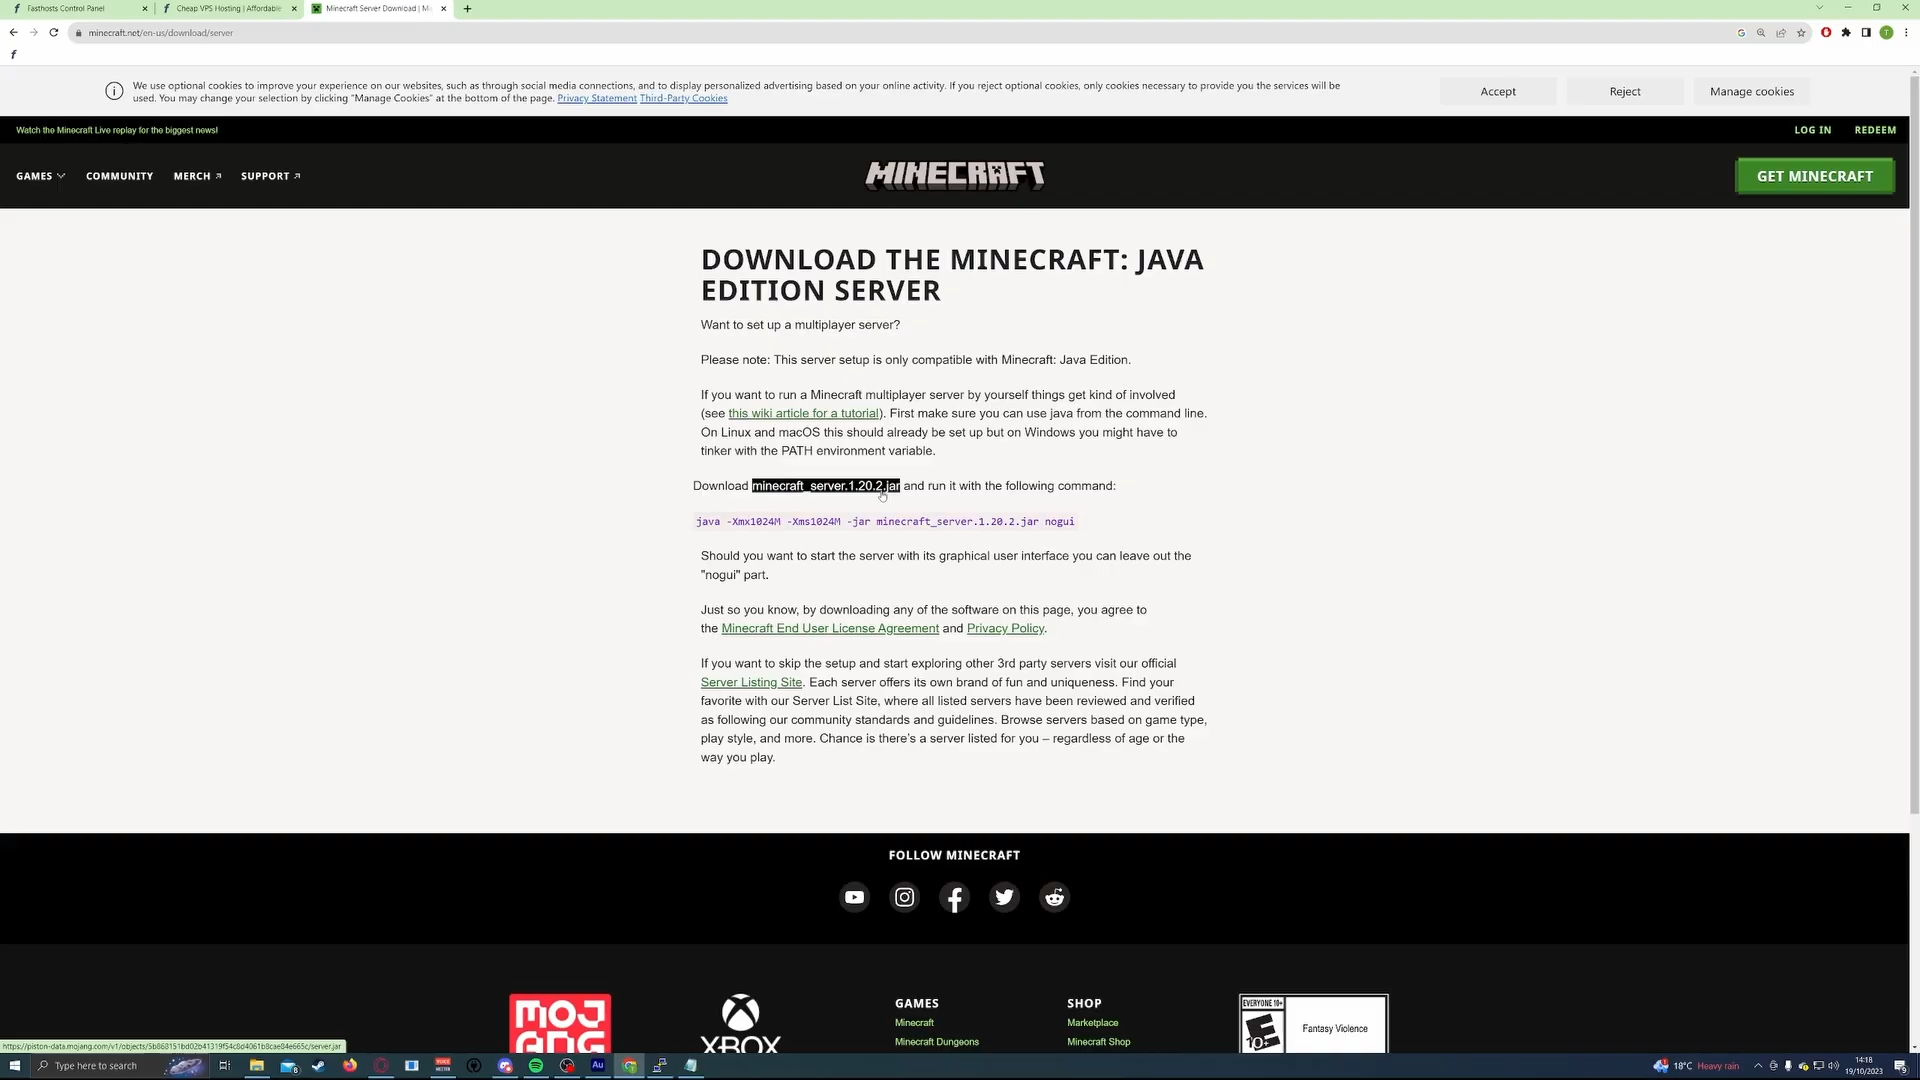 Fasthosts Control Panel
Cheap VPS Hosting | Affordable
Minecraft Server Download | M
minecraft.net/en-us/download/server
We use optional cookies to improve your experience on our websites, such as through social media connections, and to display personalized advertising based on your online activity. If you reject optional cookies, only cookies necessary to provide you the services will be
used. You may change your selection by clicking "Manage Cookies" at the bottom of the page. Privacy Statement Third-Party Cookies
Accept
Reject
Manage cookies
Watch the Minecraft Live replay for the biggest news!
LOG IN
REDEEM
GAMES
COMMUNITY
MERCH
SUPPORT
MINECRAFT
GET MINECRAFT
DOWNLOAD THE MINECRAFT: JAVA
EDITION SERVER
Want to set up a multiplayer server?
Please note: This server setup is only compatible with Minecraft: Java Edition.
If you want to run a Minecraft multiplayer server by yourself things get kind of involved
(see this wiki article for a tutorial). First make sure you can use java from the command line.
On Linux and macOS this should already be set up but on Windows you might have to
tinker with the PATH environment variable.
Download minecraft_server.1.20.2.jar and run it with the following command:
java -Xmx1024M -Xms1024M -jar minecraft_server.1.20.2.jar nogui
Should you want to start the server with its graphical user interface you can leave out the
"nogui" part.
Just so you know, by downloading any of the software on this page, you agree to
the Minecraft End User License Agreement and Privacy Policy.
If you want to skip the setup and start exploring other 3rd party servers visit our official
Server Listing Site. Each server offers its own brand of fun and uniqueness. Find your
favorite with our Server List Site, where all listed servers have been reviewed and verified
as following our community standards and guidelines. Browse servers based on game type,
play style, and more. Chance is there's a server listed for you – regardless of age or the
way you play.
FOLLOW MINECRAFT
MOJANG
XBOX
GAMES
Minecraft
Minecraft Dungeons
SHOP
Marketplace
Minecraft Shop
EVERYONE 10+
E
10+
Fantasy Violence
https://piston-data.mojang.com/v1/objects/5b868151bd02b41319f54c8d4061b8cae84e665c/server.jar
Type here to search
18°C Heavy rain
14:18
19/10/2023